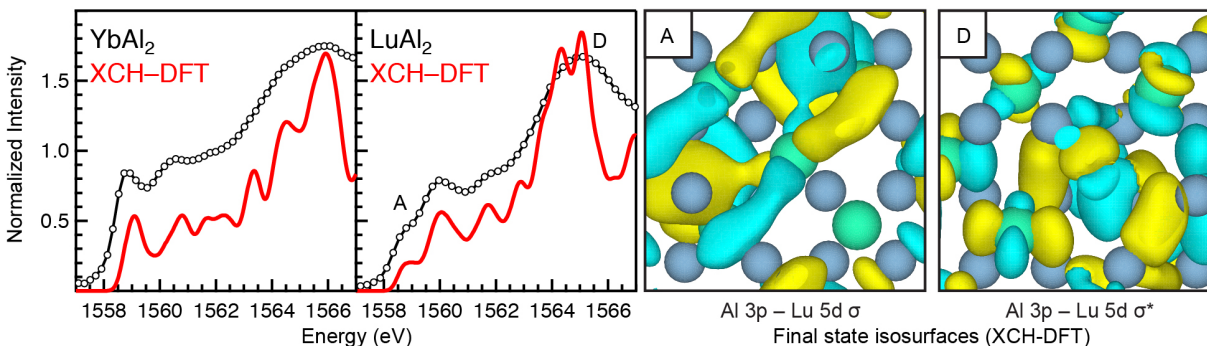 YbAl2
XCH–DFT
LuAl2
XCH–DFT
D
A
Normalized Intensity
1.5
1.0
0.5
1558 1560 1562 1564 1566
1558 1560 1562 1564 1566
Energy (eV)
A
D
Al 3p – Lu 5d σ
Al 3p – Lu 5d σ*
Final state isosurfaces (XCH-DFT)